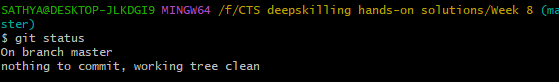 SATHYA@DESKTOP-JLKDGI9 MINGW64 /f/CTS deepskilling hands-on solutions/Week 8 (ma
ster)
$ git status
On branch master
nothing to commit, working tree clean